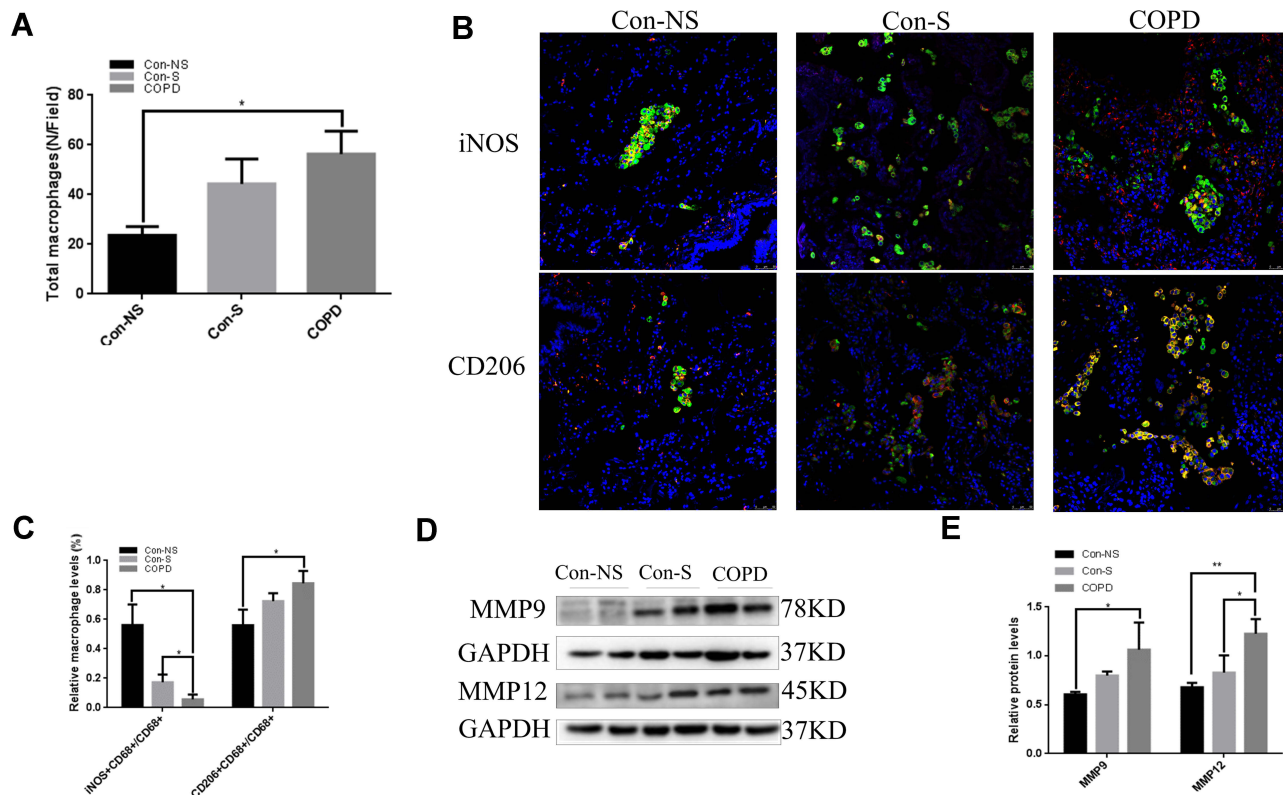 A
Con-NS
Con-S
COPD
Total macrophages(N/Field)
80
60
40
20
0
*
Con-NS
Con-S
COPD
B
Con-NS
Con-S
COPD
iNOS
CD206
C
Con-NS
Con-S
COPD
Relative macrophage levels (%)
1.0
0.8
0.6
0.4
0.2
0.0
*
*
*
iNOS+CD68+/CD68+
CD206+CD68+/CD68+
D
Con-NS Con-S COPD
MMP9 78KD
GAPDH 37KD
MMP12 45KD
GAPDH 37KD
E
Con-NS
Con-S
COPD
Relative protein levels
1.5
1.0
0.5
0.0
*
**
*
MMP9
MMP12